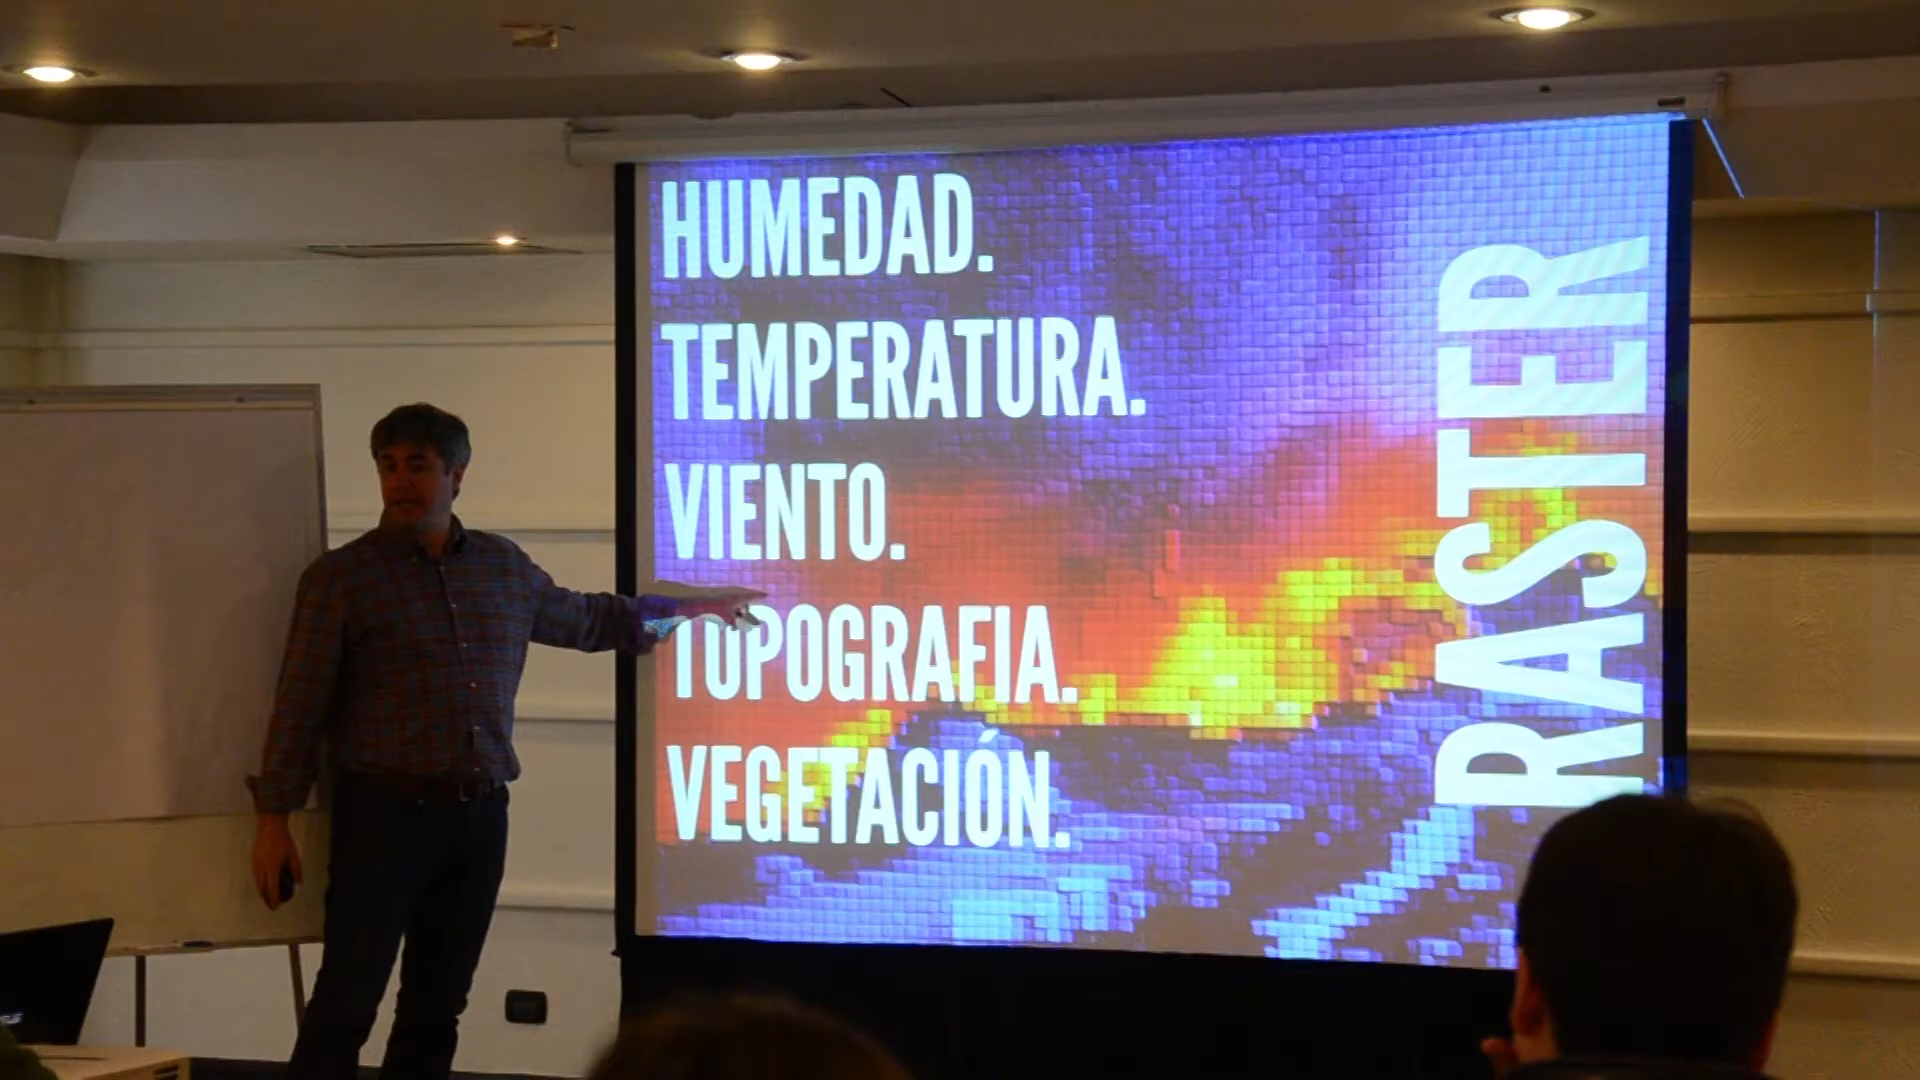 HUMEDAD.
TEMPERATURA.
VIENTO.
TOPOGRAFIA.
VEGETACIÓN.
RASTER